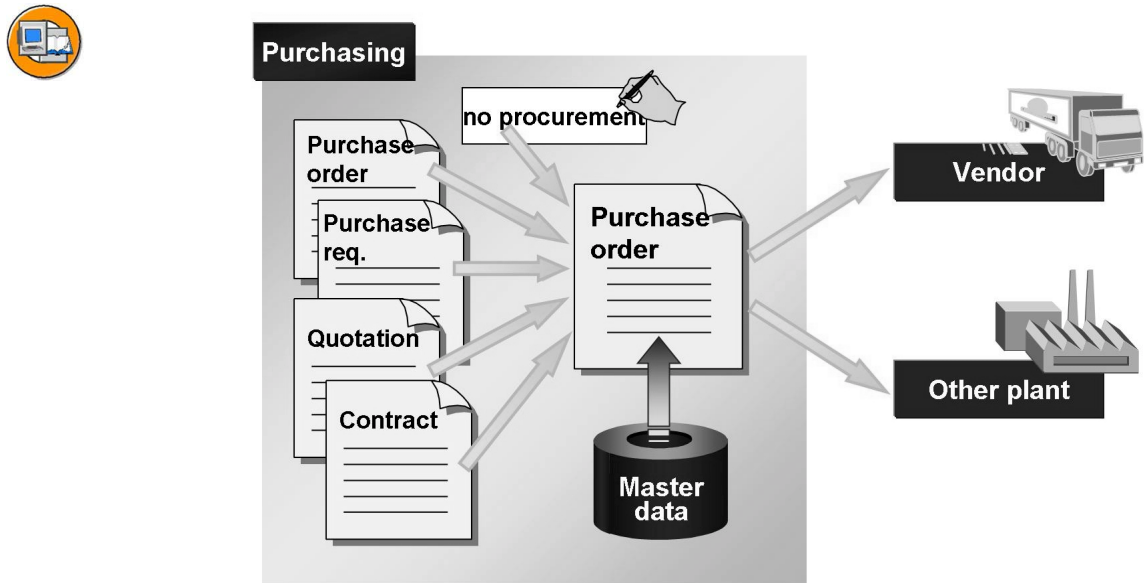 Purchasing
no procurement
Purchase
order
Purchase
req.
Quotation
Contract
Purchase
order
Master
data
Vendor
Other plant